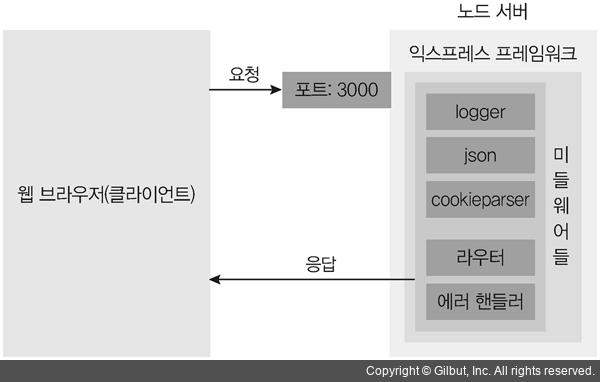 노드 서버
익스프레스 프레임워크
요청
포트: 3000
logger
json
cookieparser
라우터
에러 핸들러
미들웨어들
웹 브라우저(클라이언트)
응답
Copyright © Gilbut, Inc. All rights reserved.